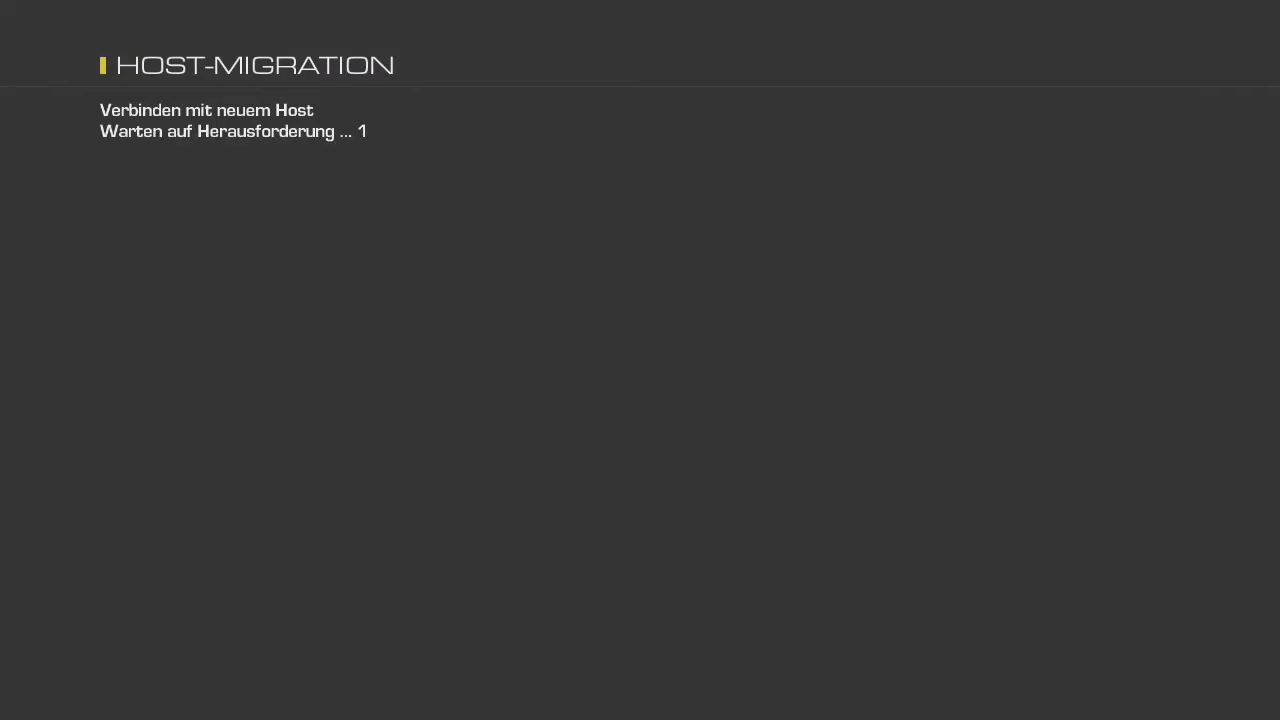 HOST-MIGRATION
Verbinden mit neuem Host
Warten auf Herausforderung ... 1